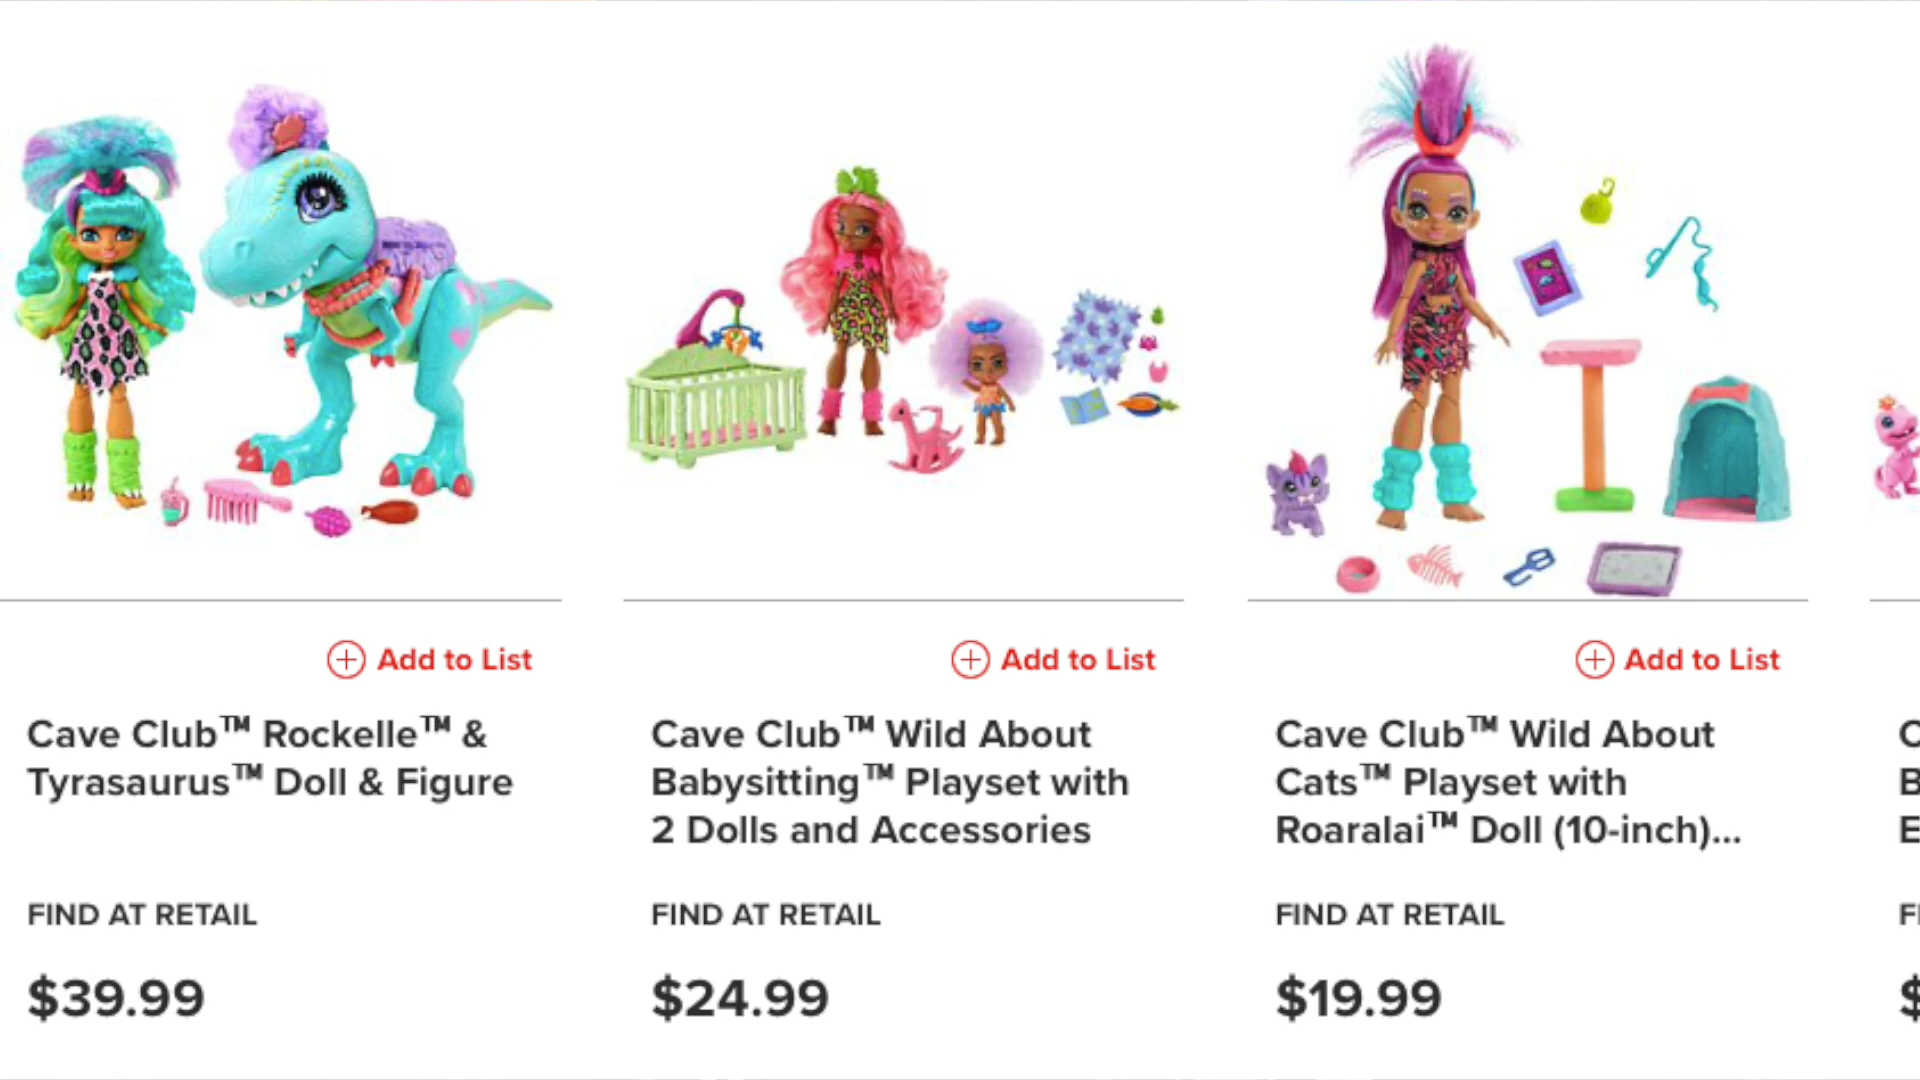 Add to List
Cave Club™ Rockelle™ &
Tyrasaurus™ Doll & Figure
FIND AT RETAIL
$39.99
Add to List
Cave Club™ Wild About
Babysitting™ Playset with
2 Dolls and Accessories
FIND AT RETAIL
$24.99
Add to List
Cave Club™ Wild About
Cats™ Playset with
Roaralai™ Doll (10-inch)...
FIND AT RETAIL
$19.99